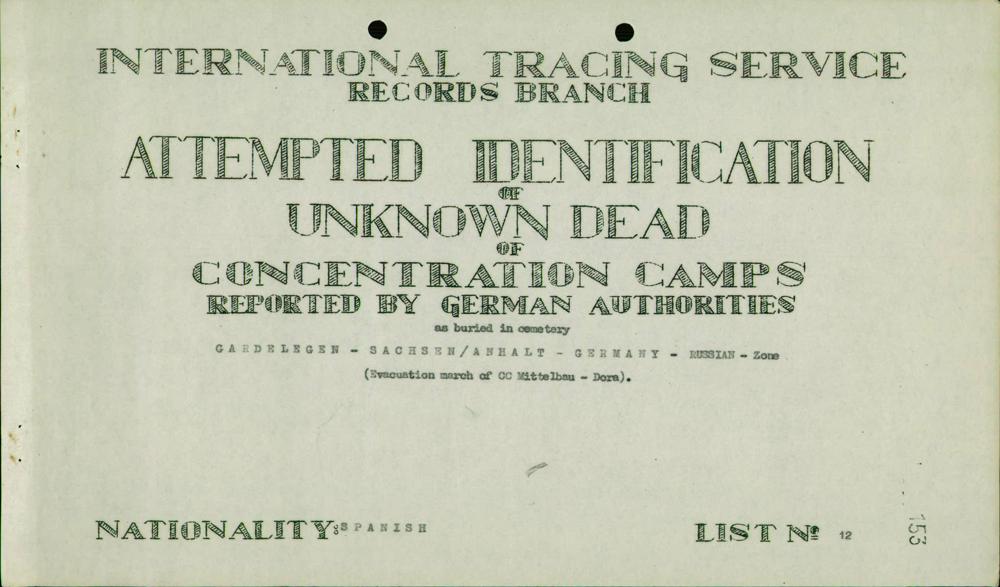 INTERNATIONAL TRACING SERVICE
RECORDS BRANCH
ATTEMPTED IDENTIFICATION
OF
UNKNOWN DEAD
OF
CONCENTRATION CAMPS
REPORTED BY GERMAN AUTHORITIES
as buried in cemetery
GARDELEGEN - SACHSEN/ANHALT - GERMANY - RUSSIAN - Zone
(Evacuation march of CC Mittelbau - Dora).
NATIONALITY: SPANISH
LIST Nº 12
153